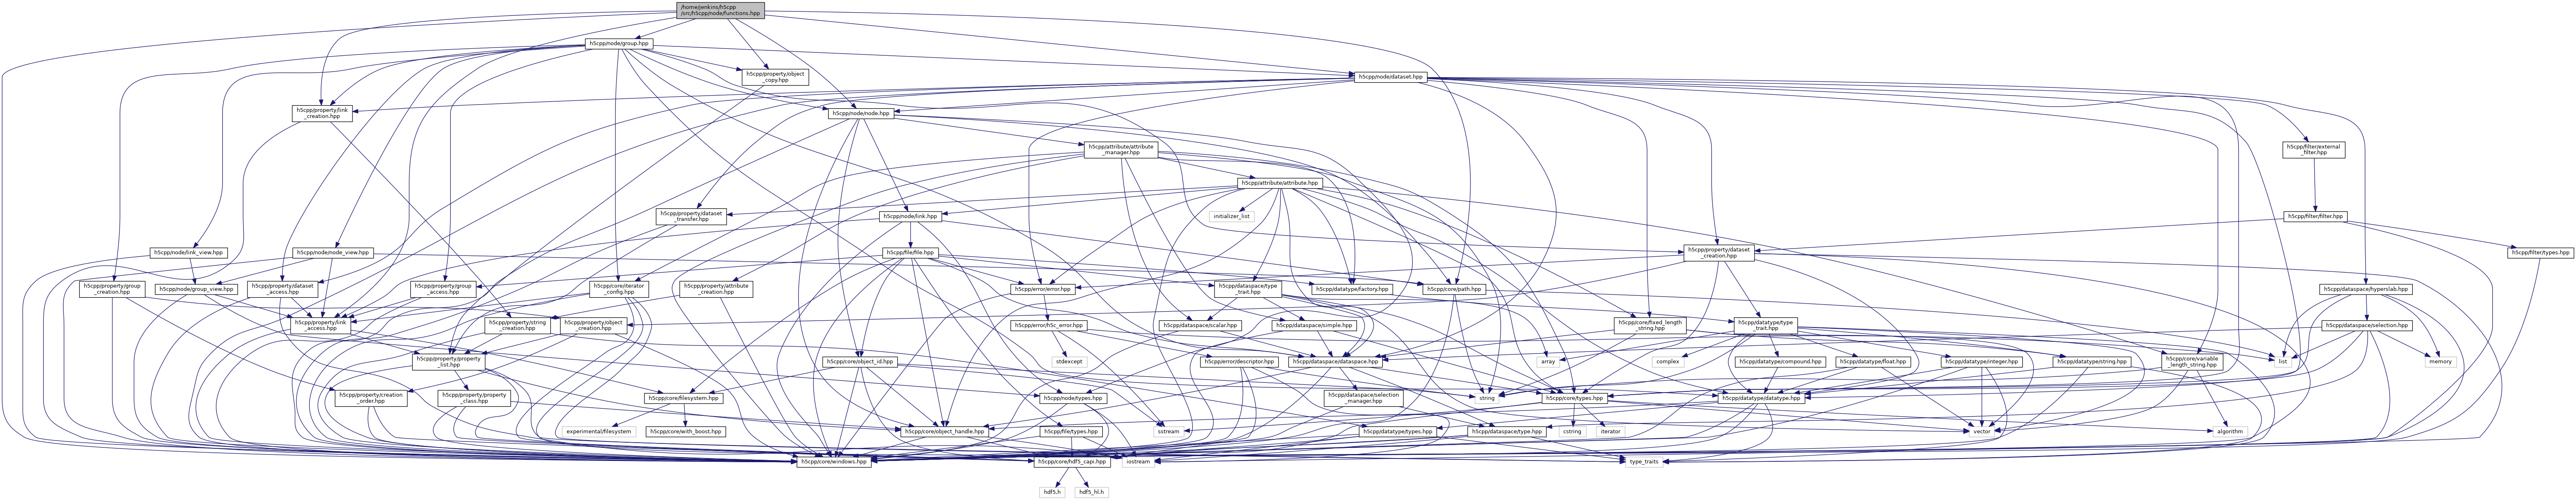 /home/jenkins/h5cpp
/src/h5cpp/node/functions.hpp
h5cpp/node/group.hpp
h5cpp/property/object
_copy.hpp
h5cpp/node/dataset.hpp
h5cpp/property/link
_creation.hpp
h5cpp/node/node.hpp
h5cpp/attribute/attribute
_manager.hpp
h5cpp/filter/external
_filter.hpp
h5cpp/attribute/attribute.hpp
h5cpp/property/dataset
_transfer.hpp
h5cpp/node/link.hpp
initializer_list
h5cpp/filter/filter.hpp
h5cpp/node/link_view.hpp
h5cpp/node/node_view.hpp
h5cpp/file/file.hpp
h5cpp/property/dataset
_creation.hpp
h5cpp/filter/types.hpp
h5cpp/property/group
_creation.hpp
h5cpp/node/group_view.hpp
h5cpp/property/dataset
_access.hpp
h5cpp/property/group
_access.hpp
h5cpp/core/iterator
_config.hpp
h5cpp/property/attribute
_creation.hpp
h5cpp/error/error.hpp
h5cpp/dataspace/type
_trait.hpp
h5cpp/datatype/factory.hpp
h5cpp/core/path.hpp
h5cpp/dataspace/hyperslab.hpp
h5cpp/property/link
_access.hpp
h5cpp/property/string
_creation.hpp
h5cpp/property/object
_creation.hpp
h5cpp/error/h5c_error.hpp
h5cpp/dataspace/scalar.hpp
h5cpp/dataspace/simple.hpp
h5cpp/core/fixed_length
_string.hpp
h5cpp/datatype/type
_trait.hpp
h5cpp/dataspace/selection.hpp
h5cpp/property/property
_list.hpp
h5cpp/core/object_id.hpp
stdexcept
h5cpp/error/descriptor.hpp
h5cpp/dataspace/dataspace.hpp
array
complex
h5cpp/datatype/compound.hpp
h5cpp/datatype/float.hpp
h5cpp/datatype/integer.hpp
h5cpp/datatype/string.hpp
h5cpp/core/variable
_length_string.hpp
list
memory
h5cpp/property/creation
_order.hpp
h5cpp/property/property
_class.hpp
h5cpp/core/filesystem.hpp
h5cpp/node/types.hpp
h5cpp/dataspace/selection
_manager.hpp
string
h5cpp/core/types.hpp
h5cpp/datatype/datatype.hpp
experimental/filesystem
h5cpp/core/with_boost.hpp
h5cpp/core/object_handle.hpp
h5cpp/file/types.hpp
sstream
h5cpp/datatype/types.hpp
h5cpp/dataspace/type.hpp
cstring
iterator
vector
algorithm
h5cpp/core/windows.hpp
h5cpp/core/hdf5_capi.hpp
iostream
type_traits
hdf5.h
hdf5_hl.h